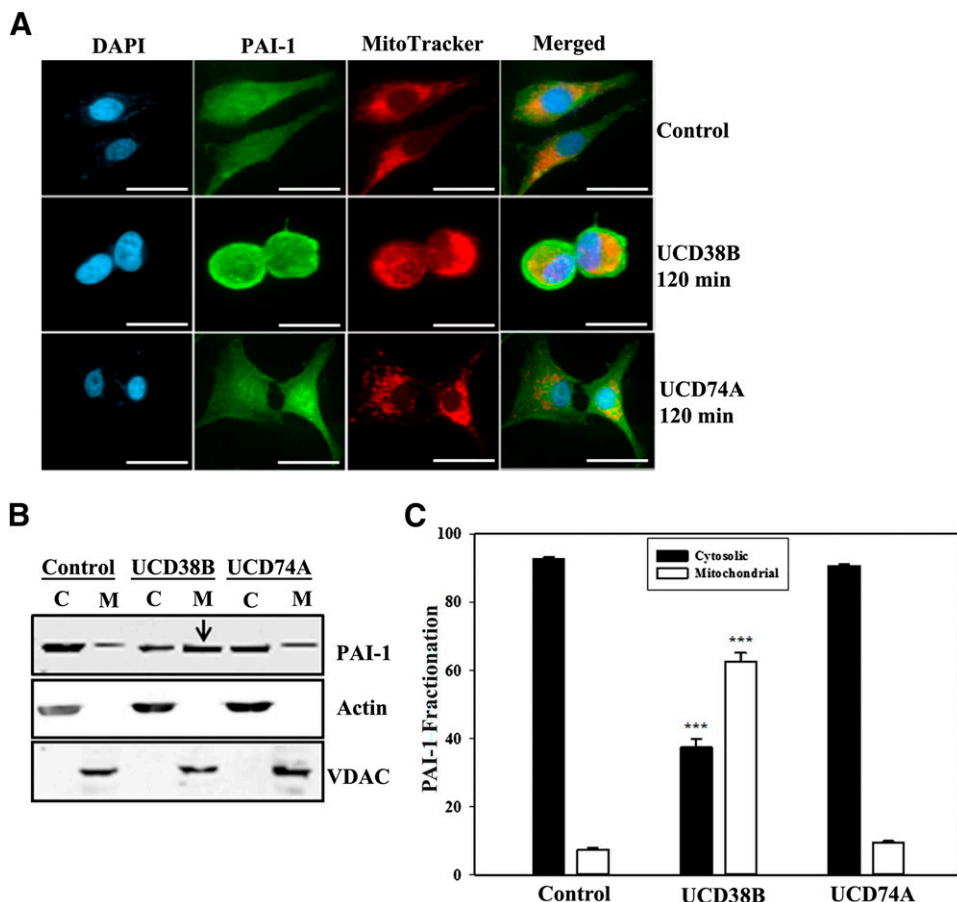 A
DAPI PAI-1 MitoTracker Merged
Control
UCD38B
120 min
UCD74A
120 min
B
Control UCD38B UCD74A
C M C M C M
PAI-1
Actin
VDAC
C
100
80
60
40
20
0
PAI-1 Fractionation
Cytosolic
Mitochondrial
***
***
Control UCD38B UCD74A